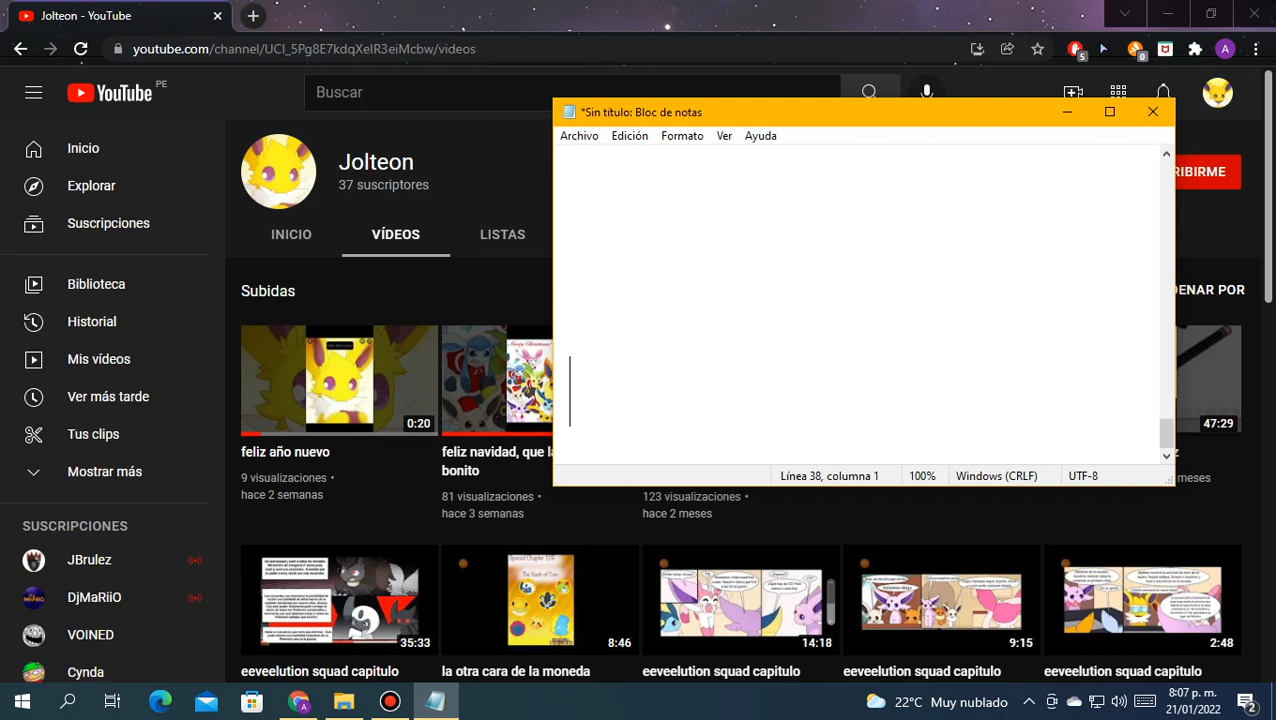 Jolteon - YouTube
youtube.com/channel/UCI_5Pg8E7kdqXeIR3eiMcbw/videos
5
0
A
YouTube PE
Buscar
*Sin título: Bloc de notas
Archivo Edición Formato Ver Ayuda
Inicio
Explorar
Suscripciones
Biblioteca
Historial
Mis vídeos
Ver más tarde
Tus clips
Mostrar más
SUSCRIPCIONES
JBrulez
DjMaRiiO
VOINED
Cynda
Jolteon
37 suscriptores
RIBIRME
INICIO VÍDEOS LISTAS
Subidas
DENAR POR
0:20
47:29
feliz año nuevo
9 visualizaciones
hace 2 semanas
feliz navidad, que la
bonito
81 visualizaciones
hace 3 semanas
123 visualizaciones
hace 2 meses
meses
Línea 38, columna 1 100% Windows (CRLF) UTF-8
35:33
8:46
14:18
9:15
2:48
eeveelution squad capitulo
la otra cara de la moneda
eeveelution squad capitulo
eeveelution squad capitulo
eeveelution squad capitulo
22°C Muy nublado
8:07 p. m.
21/01/2022
2